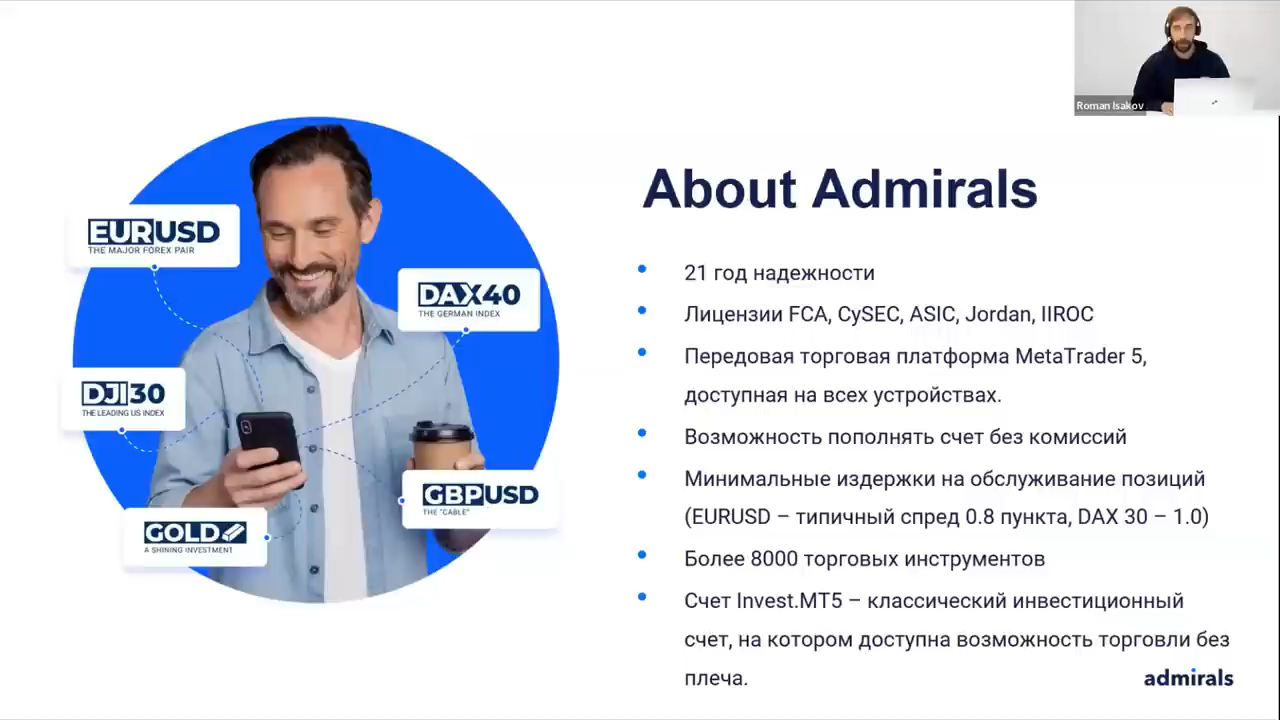 Roman Isakov
About Admirals
EURUSD
THE MAJOR FOREX PAIR
DAX40
THE GERMAN INDEX
DJI30
THE LEADING US INDEX
GBPUSD
THE "CABLE"
GOLD
A SHINING INVESTMENT
21 год надежности
Лицензии FCA, CySEC, ASIC, Jordan, IIROC
Передовая торговая платформа MetaTrader 5,
доступная на всех устройствах.
Возможность пополнять счет без комиссий
Минимальные издержки на обслуживание позиций
(EURUSD – типичный спред 0.8 пункта, DAX 30 – 1.0)
Более 8000 торговых инструментов
Счет Invest.MT5 – классический инвестиционный
счет, на котором доступна возможность торговли без
плеча.
admirals